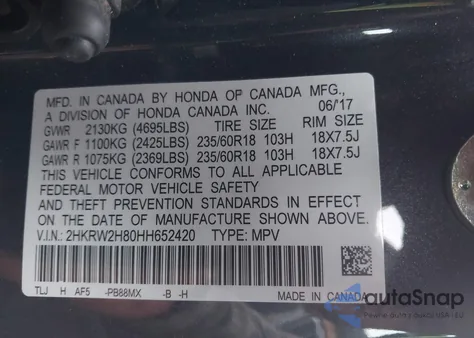 MFD. IN CANADA BY HONDA OF CANADA MFG.,
A DIVISION OF HONDA CANADA INC. 06/17
GVWR 2130KG (4695LBS) TIRE SIZE RIM SIZE
GAWR F 1100KG (2425LBS) 235/60R18 103H 18X7.5J
GAWR R 1075KG (2369LBS) 235/60R18 103H 18X7.5J
THIS VEHICLE CONFORMS TO ALL APPLICABLE
FEDERAL MOTOR VEHICLE SAFETY
AND THEFT PREVENTION STANDARDS IN EFFECT
ON THE DATE OF MANUFACTURE SHOWN ABOVE.
V.I.N.: 2HKRW2H80HH652420 TYPE: MPV
TLJ H AF5 -PB88MX -B -H MADE IN CANADA
autoSnap